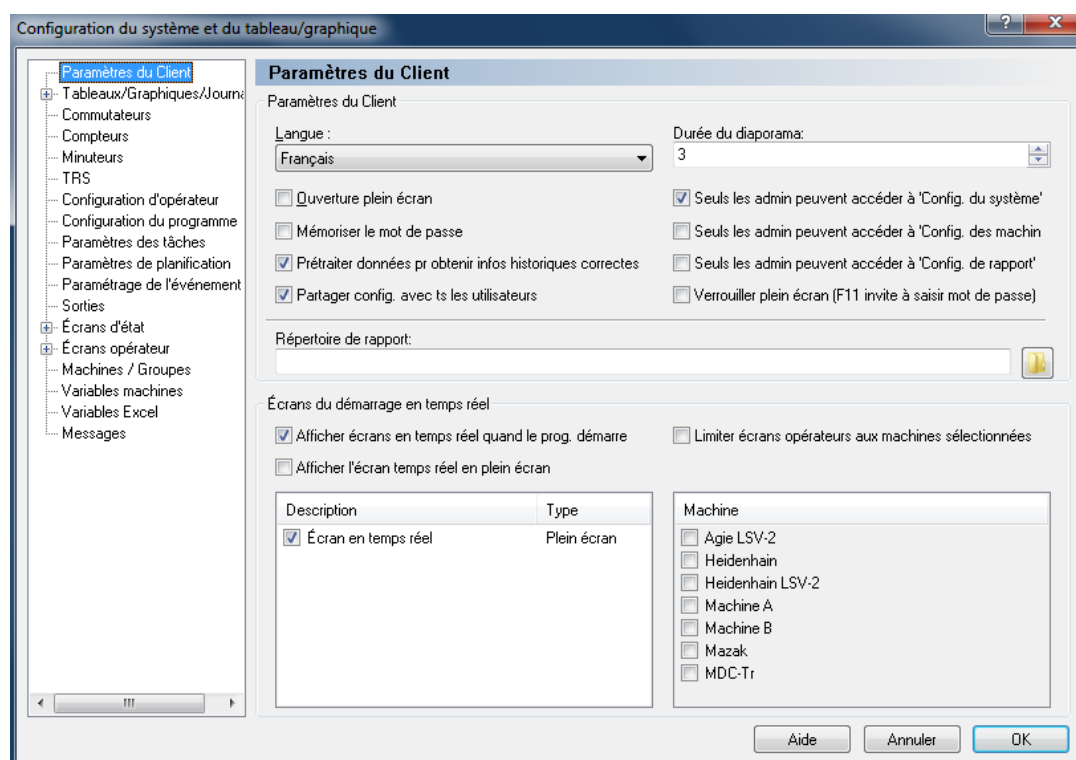 Configuration du système et du tableau/graphique
Paramètres du Client
Tableaux/Graphiques/Journa
Commutateurs
Compteurs
Minuteurs
TRS
Configuration d'opérateur
Configuration du programme
Paramètres des tâches
Paramètres de planification
Paramétrage de l'événement
Sorties
Écrans d'état
Écrans opérateur
Machines / Groupes
Variables machines
Variables Excel
Messages
Paramètres du Client
Paramètres du Client
Langue :
Français
Durée du diaporama:
3
Ouverture plein écran
Seuls les admin peuvent accéder à 'Config. du système'
Mémoriser le mot de passe
Seuls les admin peuvent accéder à 'Config. des machin
Prétraiter données pr obtenir infos historiques correctes
Seuls les admin peuvent accéder à 'Config. de rapport'
Partager config. avec ts les utilisateurs
Verrouiller plein écran (F11 invite à saisir mot de passe)
Répertoire de rapport:
Écrans du démarrage en temps réel
Afficher écrans en temps réel quand le prog. démarre
Limiter écrans opérateurs aux machines sélectionnées
Afficher l'écran temps réel en plein écran
Description Type
Écran en temps réel Plein écran
Machine
Agie LSV-2
Heidenhain
Heidenhain LSV-2
Machine A
Machine B
Mazak
MDC-Tr
Aide Annuler OK